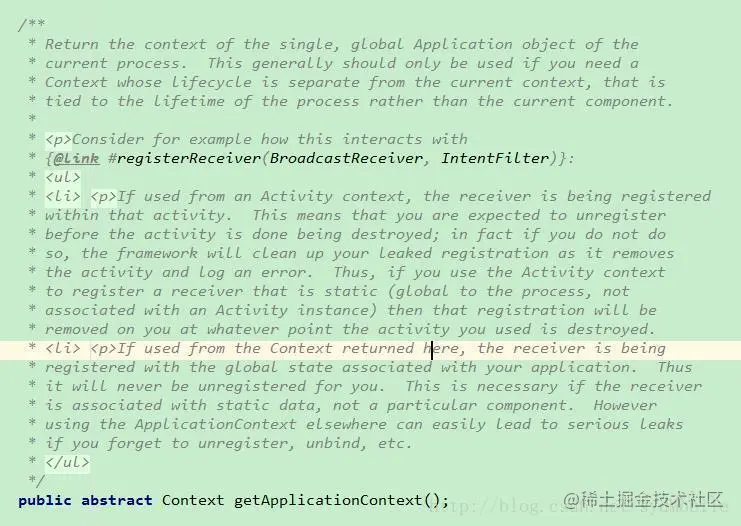 /**
* Return the context of the single, global Application object of the
* current process.  This generally should only be used if you need a
* Context whose lifecycle is separate from the current context, that is
* tied to the lifetime of the process rather than the current component.
*
* <p>Consider for example how this interacts with
* {@link #registerReceiver(BroadcastReceiver, IntentFilter)}:
* <ul>
* <li> <p>If used from an Activity context, the receiver is being registered
* within that activity.  This means that you are expected to unregister
* before the activity is done being destroyed; in fact if you do not do
* so, the framework will clean up your leaked registration as it removes
* the activity and log an error.  Thus, if you use the Activity context
* to register a receiver that is static (global to the process, not
* associated with an Activity instance) then that registration will be
* removed on you at whatever point the activity you used is destroyed.
* <li> <p>If used from the Context returned here, the receiver is being
* registered with the global state associated with your application.  Thus
* it will never be unregistered for you.  This is necessary if the receiver
* is associated with static data, not a particular component.  However
* using the ApplicationContext elsewhere can easily lead to serious leaks
* if you forget to unregister, unbind, etc.
* </ul>
*/
public abstract Context getApplicationContext();
@稀土掘金技术社区